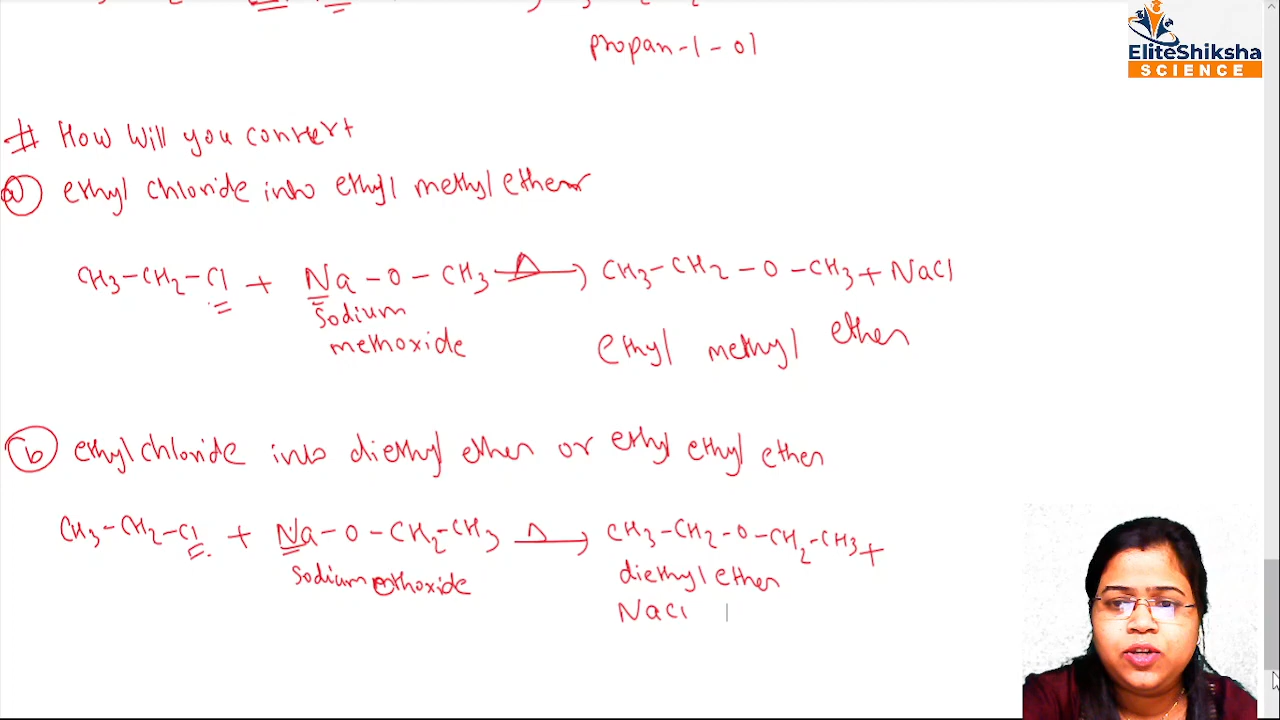 EliteShiksha
SCIENCE
propan-1-ol
# How will you convert
(a) ethyl chloride into ethyl methyl ether
CH3-CH2-Cl + Na-O-CH3 —Δ→ CH3-CH2-O-CH3 + NaCl
Sodium
methoxide
ethyl methyl ether
(b) ethylchloride into diethyl ether or ethyl ethyl ether
CH3-CH2-Cl + Na-O-CH2-CH3 —Δ→ CH3-CH2-O-CH2-CH3 +
Sodium ethoxide
diethyl ether
NaCl